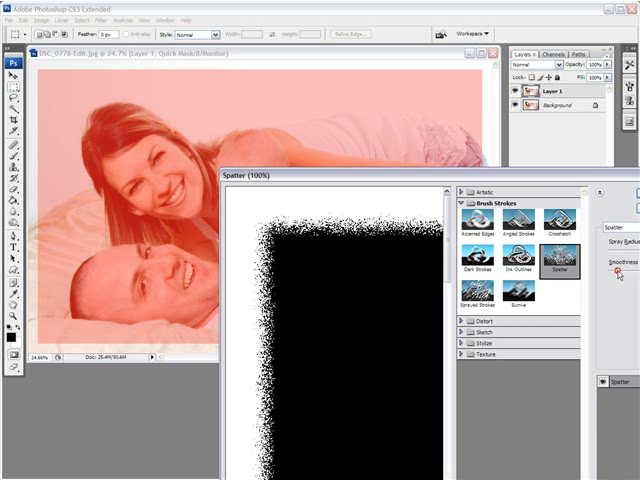 Adobe Photoshop CS3 Extended
File Edit Image Layer Select Filter Analysis View Window Help
Feather: 0 px Anti-alias Style: Normal Width: Height: Refine Edge... Workspace
Ps
DSC_0776-Edit.jpg @ 24.7% (Layer 1, Quick Mask/8/Monitor)
Layers x Channels Paths
Normal Opacity: 100%
Lock: Fill: 100%
Layer 1
Background
Spatter (100%)
Artistic
Brush Strokes
Accented Edges Angled Strokes Crosshatch
Dark Strokes Ink Outlines Spatter
Sprayed Strokes Sumi-e
Distort
Sketch
Stylize
Texture
Spatter
Spray Radius
Smoothness
Spatter
24.66% Doc: 25.4M/50.6M